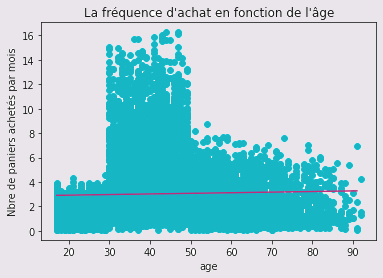 La fréquence d'achat en fonction de l'âge
Nbre de paniers achetés par mois
16
14
12
10
8
6
4
2
0
20 30 40 50 60 70 80 90
age